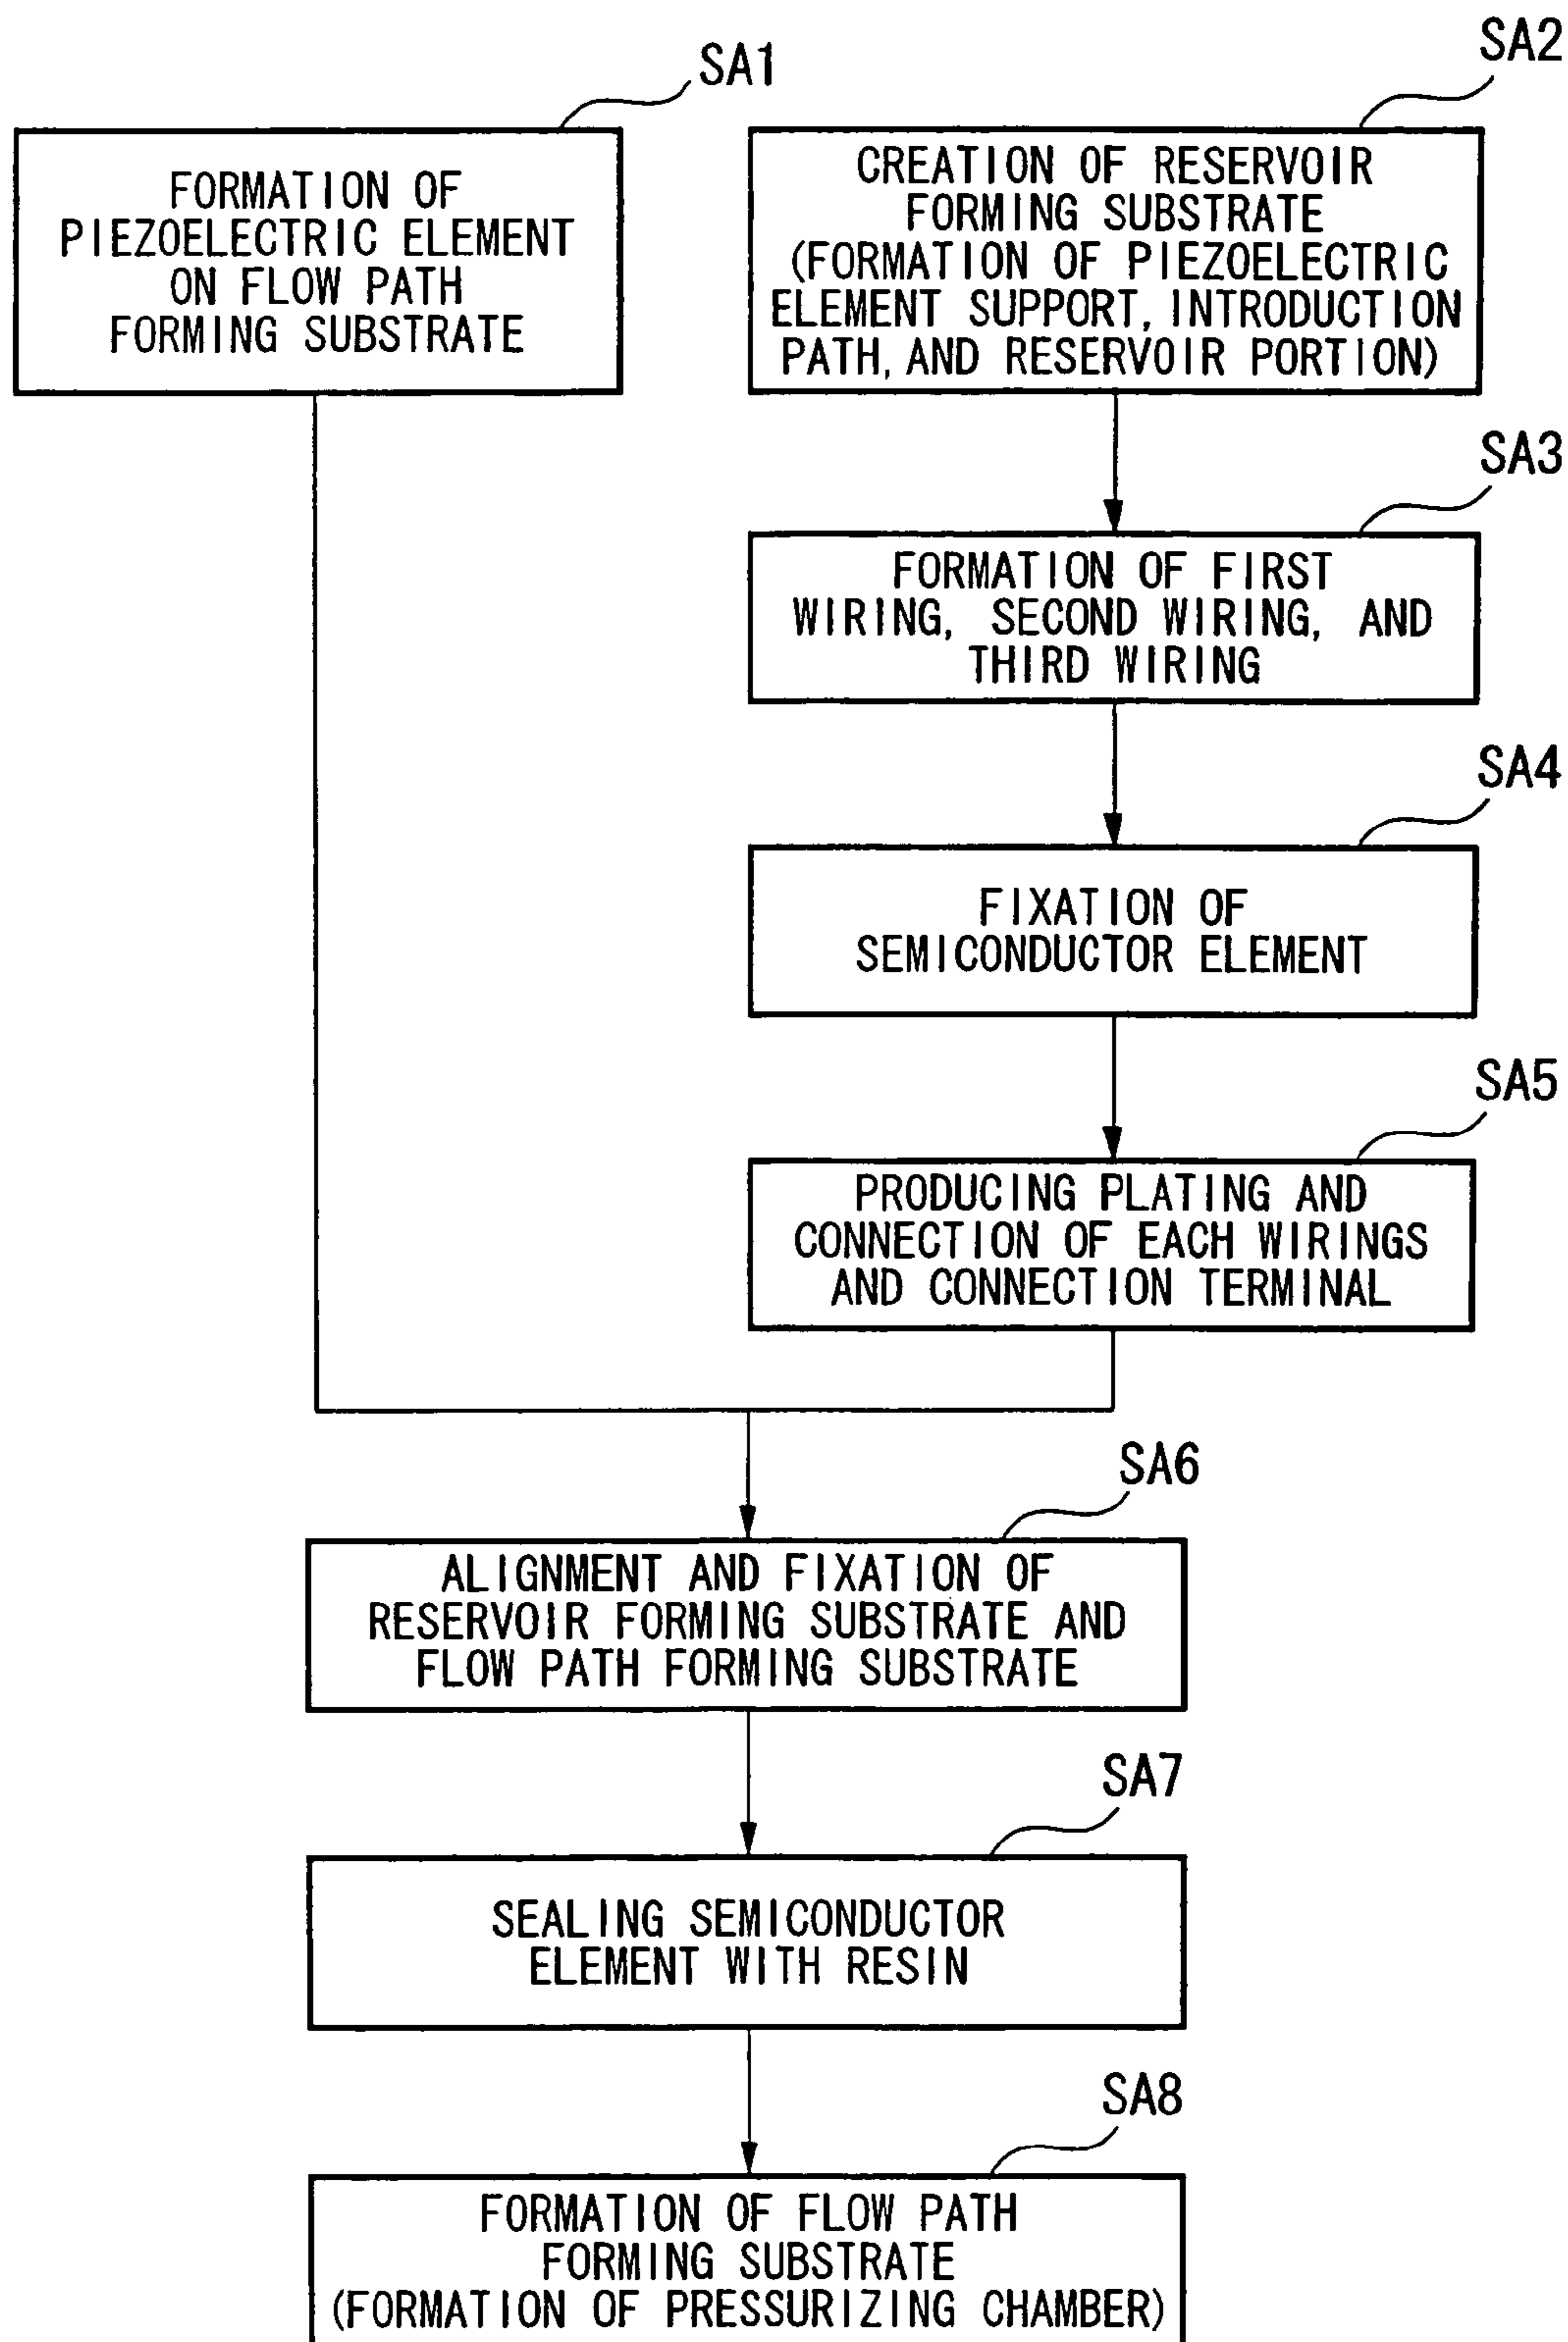 SA1
FORMATION OF
PIEZOELECTRIC ELEMENT
ON FLOW PATH
FORMING SUBSTRATE
SA2
CREATION OF RESERVOIR
FORMING SUBSTRATE
(FORMATION OF PIEZOELECTRIC
ELEMENT SUPPORT, INTRODUCTION
PATH, AND RESERVOIR PORTION)
SA3
FORMATION OF FIRST
WIRING, SECOND WIRING, AND
THIRD WIRING
SA4
FIXATION OF
SEMICONDUCTOR ELEMENT
SA5
PRODUCING PLATING AND
CONNECTION OF EACH WIRINGS
AND CONNECTION TERMINAL
SA6
ALIGNMENT AND FIXATION OF
RESERVOIR FORMING SUBSTRATE AND
FLOW PATH FORMING SUBSTRATE
SA7
SEALING SEMICONDUCTOR
ELEMENT WITH RESIN
SA8
FORMATION OF FLOW PATH
FORMING SUBSTRATE
(FORMATION OF PRESSURIZING CHAMBER)